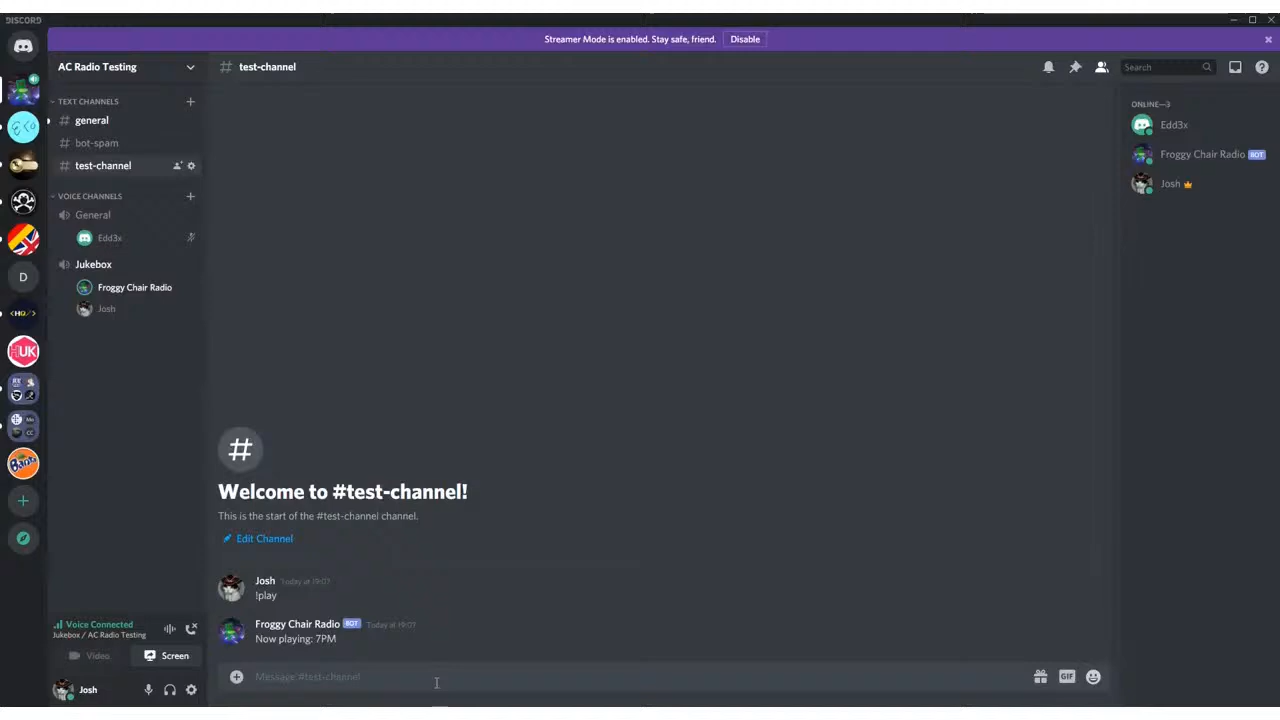 DISCORD
Streamer Mode is enabled. Stay safe, friend. Disable
AC Radio Testing
# test-channel
Search
TEXT CHANNELS
# general
# bot-spam
# test-channel
VOICE CHANNELS
General
Edd3x
Jukebox
Froggy Chair Radio
Josh
D
<HQ/>
UK
Welcome to #test-channel!
This is the start of the #test-channel channel.
Edit Channel
Josh Today at 19:07
!play
Froggy Chair Radio BOT Today at 19:07
Now playing: 7PM
Message #test-channel
GIF
Voice Connected
Jukebox / AC Radio Testing
Video
Screen
Josh
ONLINE—3
Edd3x
Froggy Chair Radio BOT
Josh